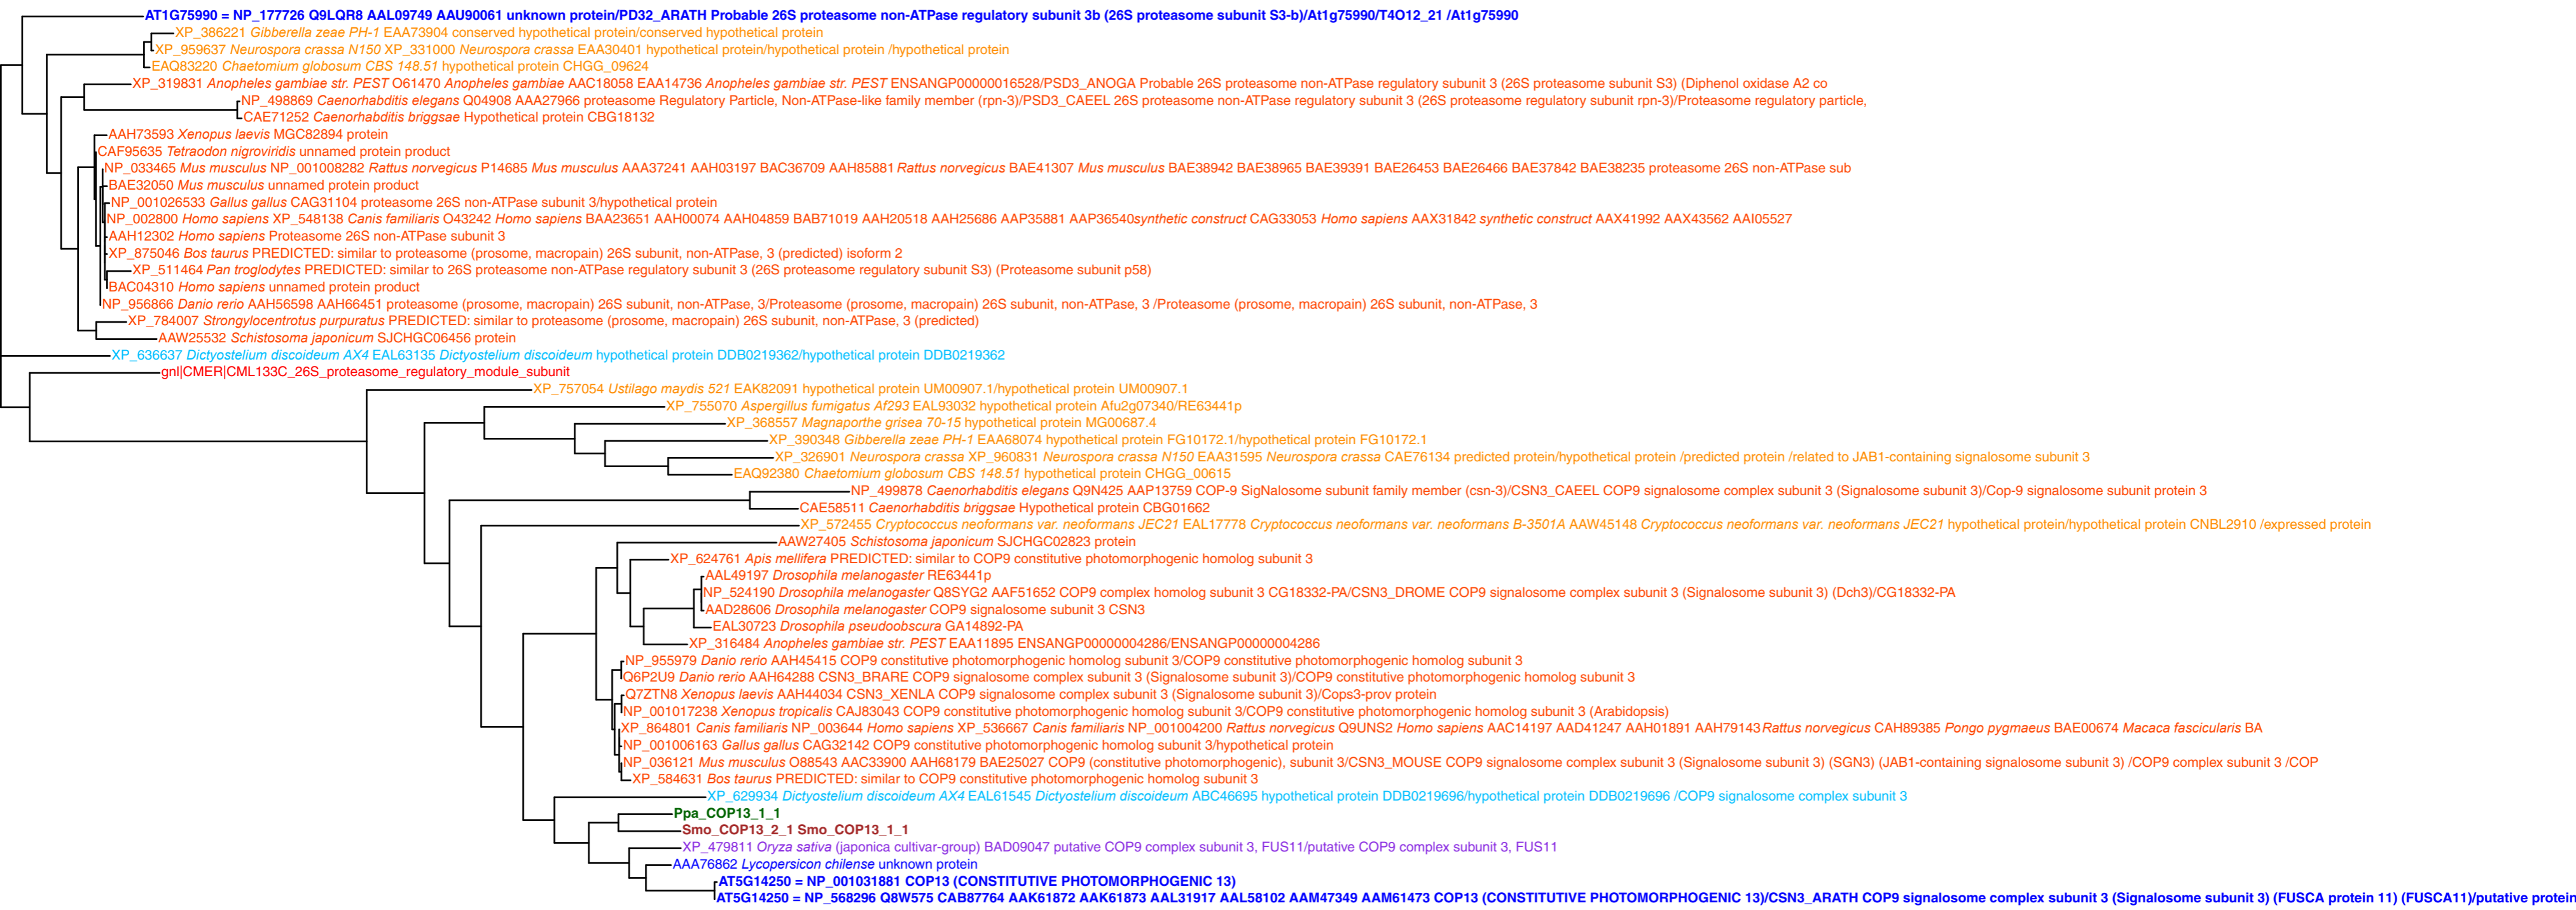 AT1G75990 = NP_177726 Q9LQR8 AAL09749 AAU90061 unknown protein/PD32_ARATH Probable 26S proteasome non-ATPase regulatory subunit 3b (26S proteasome subunit S3-b)/At1g75990/T4O12_21 /At1g75990
XP_386221 Gibberella zeae PH-1 EAA73904 conserved hypothetical protein/conserved hypothetical protein
XP_959637 Neurospora crassa N150 XP_331000 Neurospora crassa EAA30401 hypothetical protein/hypothetical protein /hypothetical protein
EAQ83220 Chaetomium globosum CBS 148.51 hypothetical protein CHGG_09624
XP_319831 Anopheles gambiae str. PEST O61470 Anopheles gambiae AAC18058 EAA14736 Anopheles gambiae str. PEST ENSANGP00000016528/PSD3_ANOGA Probable 26S proteasome non-ATPase regulatory subunit 3 (26S proteasome subunit S3) (Diphenol oxidase A2 co
NP_498869 Caenorhabditis elegans Q04908 AAA27966 proteasome Regulatory Particle, Non-ATPase-like family member (rpn-3)/PSD3_CAEEL 26S proteasome non-ATPase regulatory subunit 3 (26S proteasome regulatory subunit rpn-3)/Proteasome regulatory particle,
CAE71252 Caenorhabditis briggsae Hypothetical protein CBG18132
AAH73593 Xenopus laevis MGC82894 protein
CAF95635 Tetraodon nigroviridis unnamed protein product
NP_033465 Mus musculus NP_001008282 Rattus norvegicus P14685 Mus musculus AAA37241 AAH03197 BAC36709 AAH85881 Rattus norvegicus BAE41307 Mus musculus BAE38942 BAE38965 BAE39391 BAE26453 BAE26466 BAE37842 BAE38235 proteasome 26S non-ATPase sub
BAE32050 Mus musculus unnamed protein product
NP_001026533 Gallus gallus CAG31104 proteasome 26S non-ATPase subunit 3/hypothetical protein
NP_002800 Homo sapiens XP_548138 Canis familiaris O43242 Homo sapiens BAA23651 AAH00074 AAH04859 BAB71019 AAH20518 AAH25686 AAP35881 AAP36540synthetic construct CAG33053 Homo sapiens AAX31842 synthetic construct AAX41992 AAX43562 AAI05527
AAH12302 Homo sapiens Proteasome 26S non-ATPase subunit 3
XP_875046 Bos taurus PREDICTED: similar to proteasome (prosome, macropain) 26S subunit, non-ATPase, 3 (predicted) isoform 2
XP_511464 Pan troglodytes PREDICTED: similar to 26S proteasome non-ATPase regulatory subunit 3 (26S proteasome regulatory subunit S3) (Proteasome subunit p58)
BAC04310 Homo sapiens unnamed protein product
NP_956866 Danio rerio AAH56598 AAH66451 proteasome (prosome, macropain) 26S subunit, non-ATPase, 3/Proteasome (prosome, macropain) 26S subunit, non-ATPase, 3 /Proteasome (prosome, macropain) 26S subunit, non-ATPase, 3
XP_784007 Strongylocentrotus purpuratus PREDICTED: similar to proteasome (prosome, macropain) 26S subunit, non-ATPase, 3 (predicted)
AAW25532 Schistosoma japonicum SJCHGC06456 protein
XP_636637 Dictyostelium discoideum AX4 EAL63135 Dictyostelium discoideum hypothetical protein DDB0219362/hypothetical protein DDB0219362
gnl|CMER|CML133C_26S_proteasome_regulatory_module_subunit
XP_757054 Ustilago maydis 521 EAK82091 hypothetical protein UM00907.1/hypothetical protein UM00907.1
XP_755070 Aspergillus fumigatus Af293 EAL93032 hypothetical protein Afu2g07340/RE63441p
XP_368557 Magnaporthe grisea 70-15 hypothetical protein MG00687.4
XP_390348 Gibberella zeae PH-1 EAA68074 hypothetical protein FG10172.1/hypothetical protein FG10172.1
XP_326901 Neurospora crassa XP_960831 Neurospora crassa N150 EAA31595 Neurospora crassa CAE76134 predicted protein/hypothetical protein /predicted protein /related to JAB1-containing signalosome subunit 3
EAQ92380 Chaetomium globosum CBS 148.51 hypothetical protein CHGG_00615
NP_499878 Caenorhabditis elegans Q9N425 AAP13759 COP-9 SigNalosome subunit family member (csn-3)/CSN3_CAEEL COP9 signalosome complex subunit 3 (Signalosome subunit 3)/Cop-9 signalosome subunit protein 3
CAE58511 Caenorhabditis briggsae Hypothetical protein CBG01662
XP_572455 Cryptococcus neoformans var. neoformans JEC21 EAL17778 Cryptococcus neoformans var. neoformans B-3501A AAW45148 Cryptococcus neoformans var. neoformans JEC21 hypothetical protein/hypothetical protein CNBL2910 /expressed protein
AAW27405 Schistosoma japonicum SJCHGC02823 protein
XP_624761 Apis mellifera PREDICTED: similar to COP9 constitutive photomorphogenic homolog subunit 3
AAL49197 Drosophila melanogaster RE63441p
NP_524190 Drosophila melanogaster Q8SYG2 AAF51652 COP9 complex homolog subunit 3 CG18332-PA/CSN3_DROME COP9 signalosome complex subunit 3 (Signalosome subunit 3) (Dch3)/CG18332-PA
AAD28606 Drosophila melanogaster COP9 signalosome subunit 3 CSN3
EAL30723 Drosophila pseudoobscura GA14892-PA
XP_316484 Anopheles gambiae str. PEST EAA11895 ENSANGP00000004286/ENSANGP00000004286
NP_955979 Danio rerio AAH45415 COP9 constitutive photomorphogenic homolog subunit 3/COP9 constitutive photomorphogenic homolog subunit 3
Q6P2U9 Danio rerio AAH64288 CSN3_BRARE COP9 signalosome complex subunit 3 (Signalosome subunit 3)/COP9 constitutive photomorphogenic homolog subunit 3
Q7ZTN8 Xenopus laevis AAH44034 CSN3_XENLA COP9 signalosome complex subunit 3 (Signalosome subunit 3)/Cops3-prov protein
NP_001017238 Xenopus tropicalis CAJ83043 COP9 constitutive photomorphogenic homolog subunit 3/COP9 constitutive photomorphogenic homolog subunit 3 (Arabidopsis)
XP_864801 Canis familiaris NP_003644 Homo sapiens XP_536667 Canis familiaris NP_001004200 Rattus norvegicus Q9UNS2 Homo sapiens AAC14197 AAD41247 AAH01891 AAH79143 Rattus norvegicus CAH89385 Pongo pygmaeus BAE00674 Macaca fascicularis BA
NP_001006163 Gallus gallus CAG32142 COP9 constitutive photomorphogenic homolog subunit 3/hypothetical protein
NP_036121 Mus musculus O88543 AAC33900 AAH68179 BAE25027 COP9 (constitutive photomorphogenic), subunit 3/CSN3_MOUSE COP9 signalosome complex subunit 3 (Signalosome subunit 3) (SGN3) (JAB1-containing signalosome subunit 3) /COP9 complex subunit 3 /COP
XP_584631 Bos taurus PREDICTED: similar to COP9 constitutive photomorphogenic homolog subunit 3
XP_629934 Dictyostelium discoideum AX4 EAL61545 Dictyostelium discoideum ABC46695 hypothetical protein DDB0219696/hypothetical protein DDB0219696 /COP9 signalosome complex subunit 3
Ppa_COP13_1_1
Smo_COP13_2_1 Smo_COP13_1_1
XP_479811 Oryza sativa (japonica cultivar-group) BAD09047 putative COP9 complex subunit 3, FUS11/putative COP9 complex subunit 3, FUS11
AAA76862 Lycopersicon chilense unknown protein
AT5G14250 = NP_001031881 COP13 (CONSTITUTIVE PHOTOMORPHOGENIC 13)
AT5G14250 = NP_568296 Q8W575 CAB87764 AAK61872 AAK61873 AAL31917 AAL58102 AAM47349 AAM61473 COP13 (CONSTITUTIVE PHOTOMORPHOGENIC 13)/CSN3_ARATH COP9 signalosome complex subunit 3 (Signalosome subunit 3) (FUSCA protein 11) (FUSCA11)/putative protein